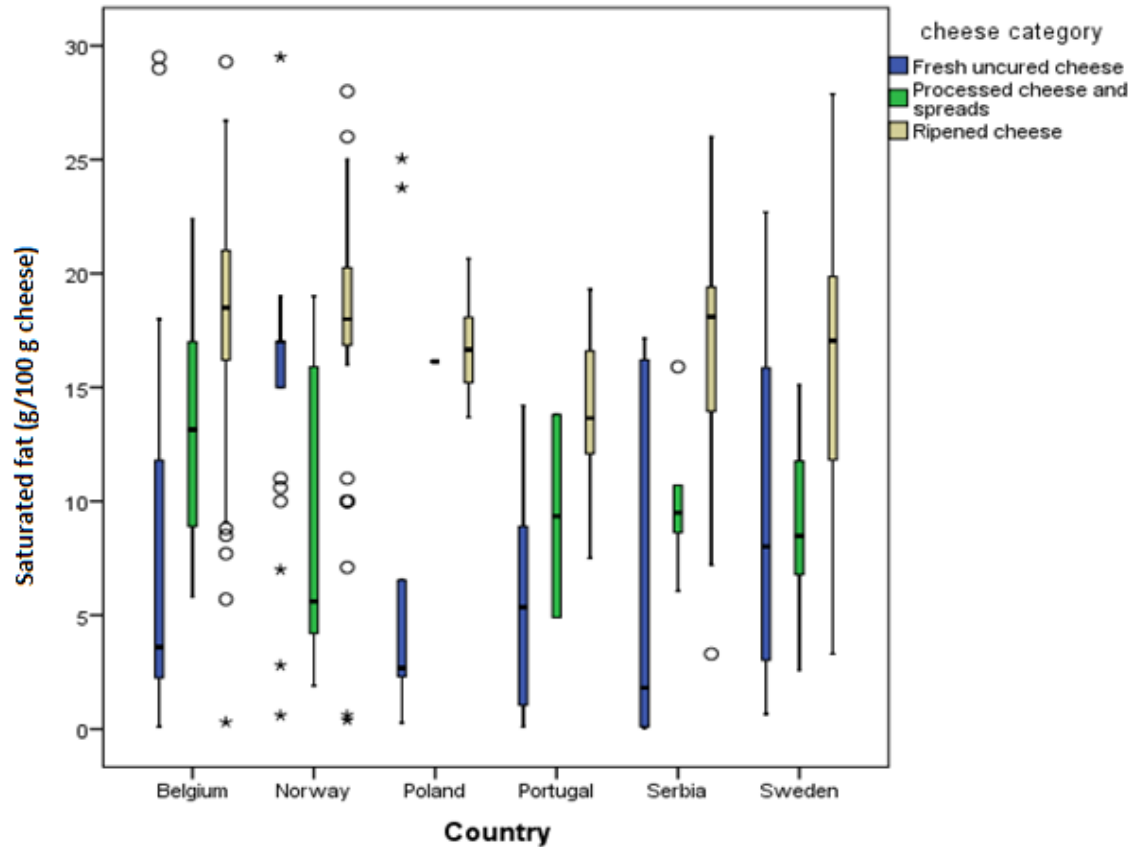 cheese category
Fresh uncured cheese
Processed cheese and
spreads
Ripened cheese
Saturated fat (g/100 g cheese)
30
25
20
15
10
5
0
Belgium Norway Poland Portugal Serbia Sweden
Country